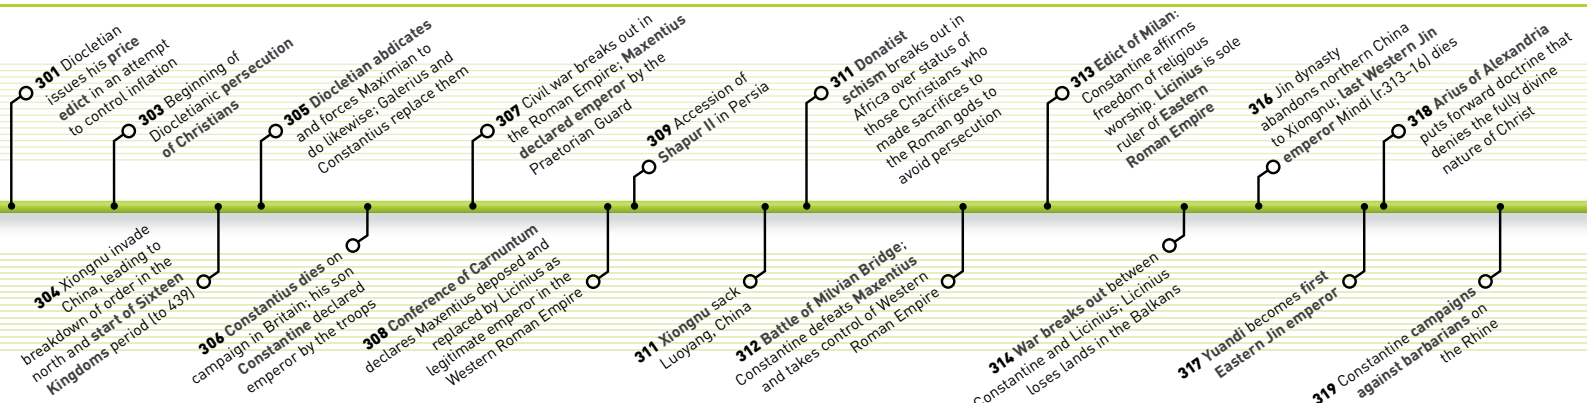 301 Diocletian
issues his price
edict in an attempt
to control inflation
303 Beginning of
Diocletianic persecution
of Christians
304 Xiongnu invade
China, leading to
breakdown of order in the
north and start of Sixteen
Kingdoms period (to 439)
305 Diocletian abdicates
and forces Maximian to
do likewise; Galerius and
Constantius replace them
306 Constantius dies on
campaign in Britain; his son
Constantine declared
emperor by the troops
307 Civil war breaks out in
the Roman Empire; Maxentius
declared emperor by the
Praetorian Guard
308 Conference of Carnuntum
declares Maxentius deposed and
replaced by Licinius as
legitimate emperor in the
Western Roman Empire
309 Accession of
Shapur II in Persia
311 Xiongnu sack
Luoyang, China
311 Donatist
schism breaks out in
Africa over status of
those Christians who
made sacrifices to
the Roman gods to
avoid persecution
312 Battle of Milvian Bridge;
Constantine defeats Maxentius
and takes control of Western
Roman Empire
313 Edict of Milan:
Constantine affirms
freedom of religious
worship. Licinius is sole
ruler of Eastern
Roman Empire
314 War breaks out between
Constantine and Licinius; Licinius
loses lands in the Balkans
316 Jin dynasty
abandons northern China
to Xiongnu; last Western Jin
emperor Mindi (r.313–16) dies
317 Yuandi becomes first
Eastern Jin emperor
318 Arius of Alexandria
puts forward doctrine that
denies the fully divine
nature of Christ
319 Constantine campaigns
against barbarians on
the Rhine